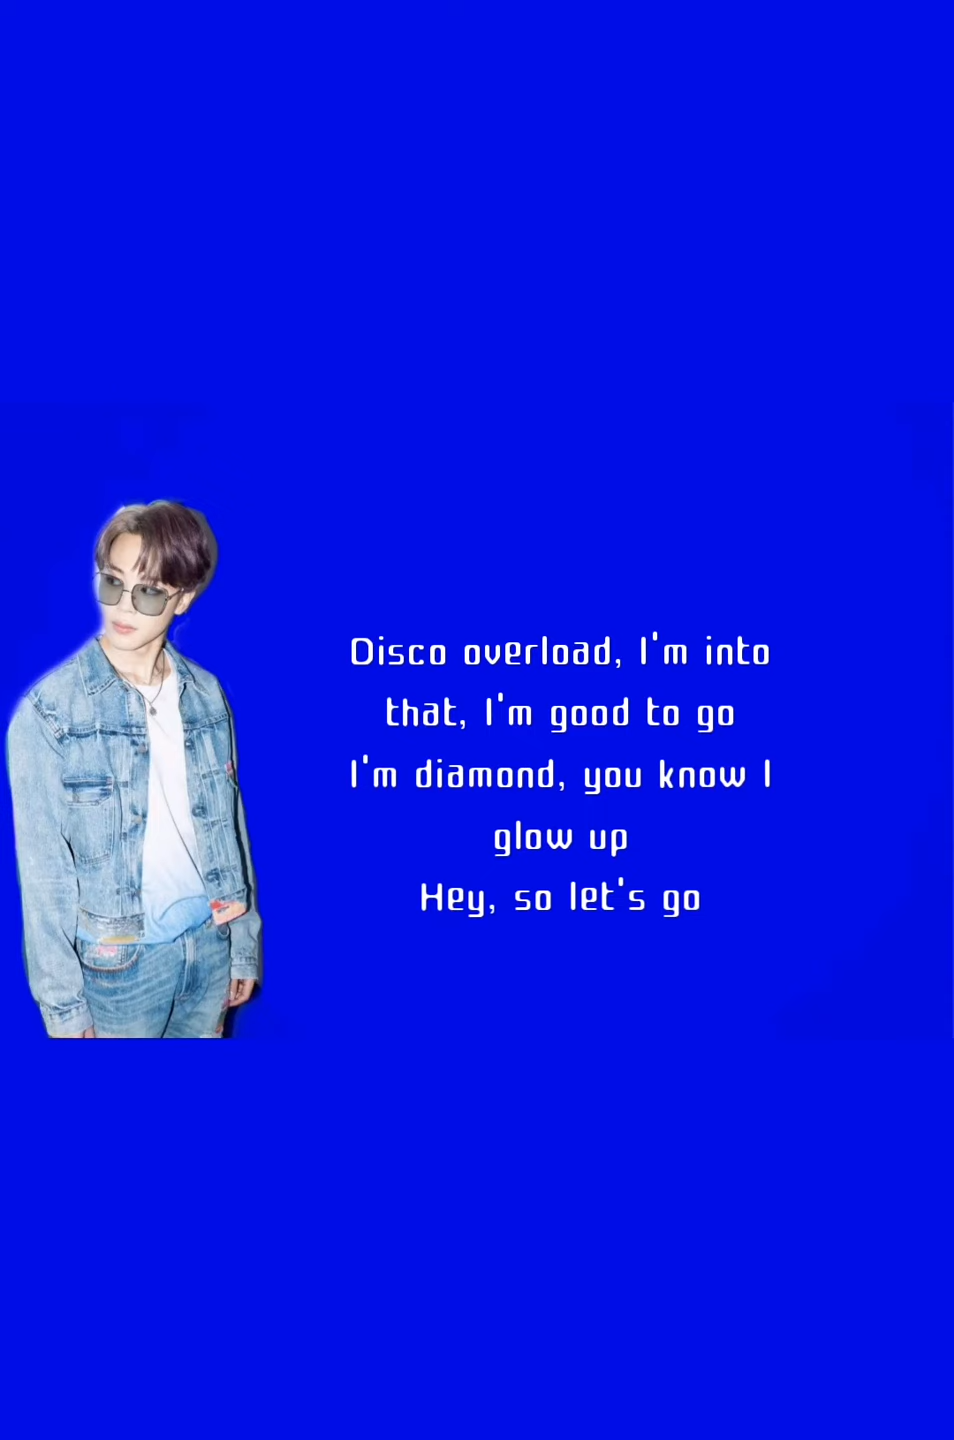 Disco overload, I'm into
that, I'm good to go
I'm diamond, you know I
glow up
Hey, so let's go